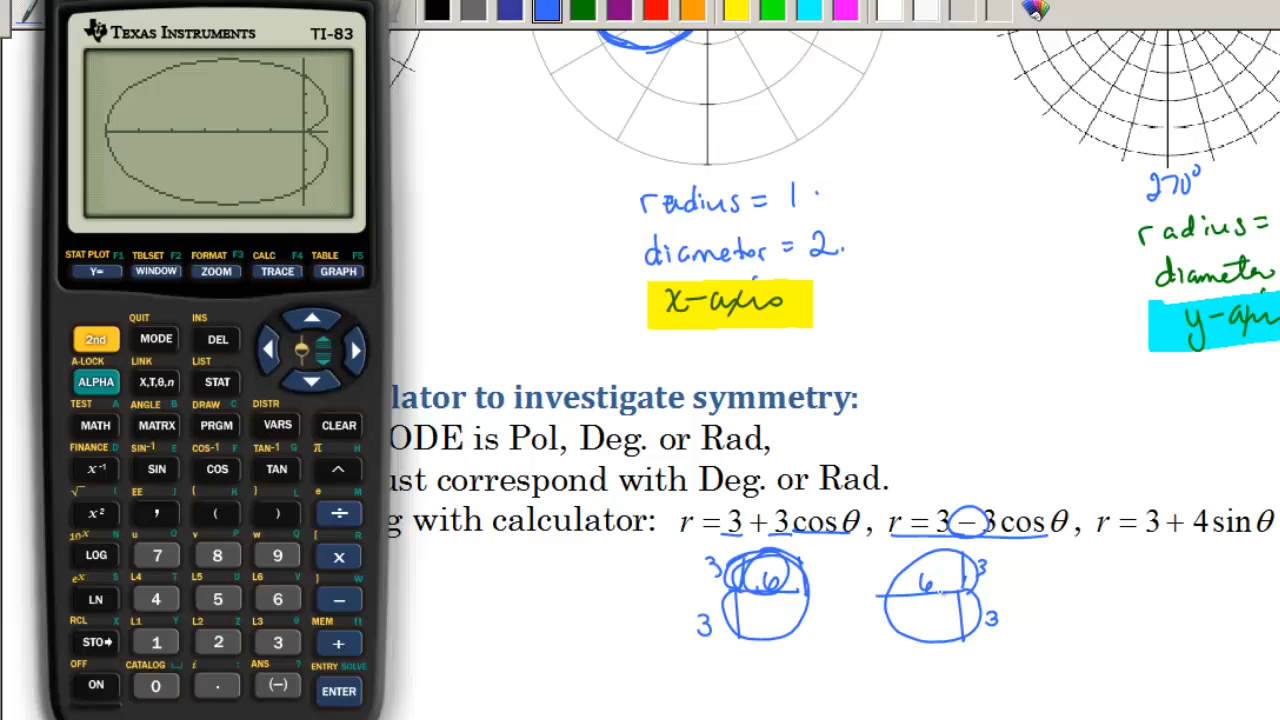 TEXAS INSTRUMENTS TI-83
STAT PLOT F1 TBLSET F2 FORMAT F3 CALC F4 TABLE F5
Y= WINDOW ZOOM TRACE GRAPH
QUIT INS
2nd MODE DEL
A-LOCK LINK LIST
ALPHA X,T,θ,n STAT
TEST A ANGLE B DRAW C DISTR
MATH MATRX PRGM VARS CLEAR
FINANCE D SIN⁻¹ E COS⁻¹ F TAN⁻¹ G π H
x⁻¹ SIN COS TAN ^
√ I EE J { K } L e M
x² , ( ) ÷
10ˣ N u O v P w Q [ R
LOG 7 8 9 x
eˣ S L4 T L5 U L6 V ] W
LN 4 5 6 −
RCL X L1 Y L2 Z L3 θ MEM "
STO➔ 1 2 3 +
OFF CATALOG i : ANS ? ENTRY SOLVE
ON 0 . (−) ENTER
radius = 1
diameter = 2.
x-axis
270°
radius =
diameter
y-axi
lator to investigate symmetry:
ODE is Pol, Deg. or Rad,
ust correspond with Deg. or Rad.
g with calculator: r = 3 + 3cosθ, r = 3 − 3cosθ, r = 3 + 4sinθ
3 6 6 3
3 3